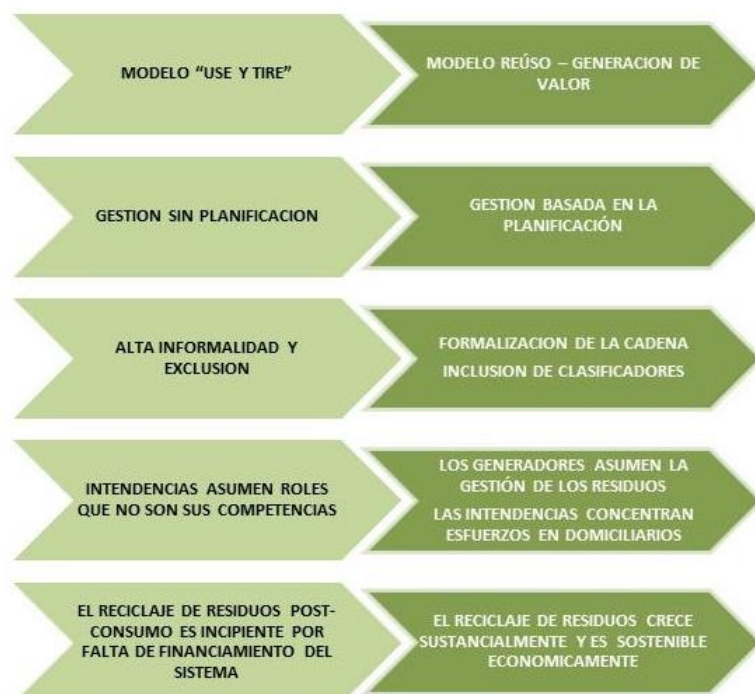 MODELO “USE Y TIRE”
MODELO REÚSO – GENERACION DE
VALOR
GESTION SIN PLANIFICACION
GESTION BASADA EN LA
PLANIFICACIÓN
ALTA INFORMALIDAD Y
EXCLUSION
FORMALIZACION DE LA CADENA
INCLUSION DE CLASIFICADORES
INTENDENCIAS ASUMEN ROLES
QUE NO SON SUS COMPETENCIAS
LOS GENERADORES ASUMEN LA
GESTIÓN DE LOS RESIDUOS
LAS INTENDENCIAS CONCENTRAN
ESFUERZOS EN DOMICILIARIOS
EL RECICLAJE DE RESIDUOS POST-
CONSUMO ES INCIPIENTE POR
FALTA DE FINANCIAMIENTO DEL
SISTEMA
EL RECICLAJE DE RESIDUOS CRECE
SUSTANCIALMENTE Y ES SOSTENIBLE
ECONOMICAMENTE